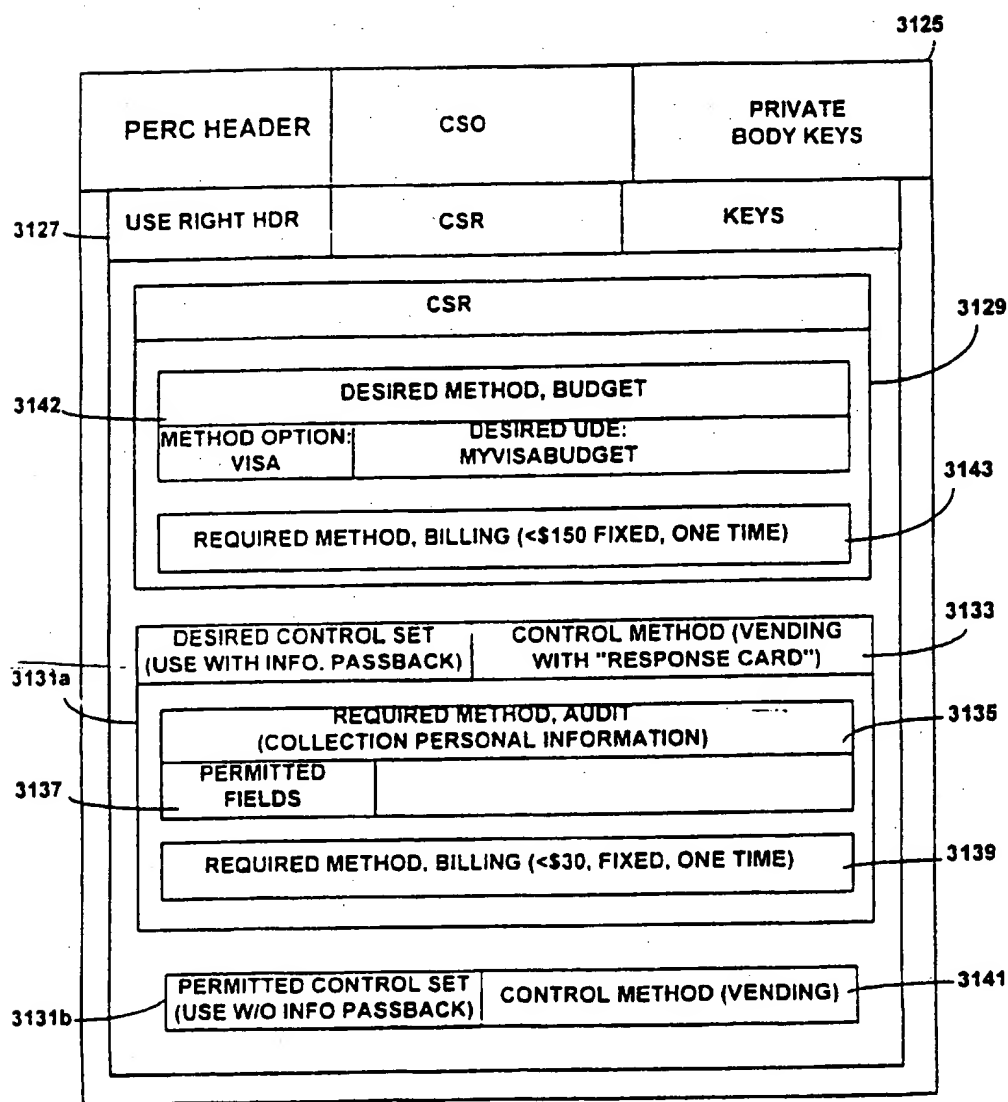 3125
PERC HEADER
CSO
PRIVATE
BODY KEYS
3127
USE RIGHT HDR
CSR
KEYS
CSR
3129
DESIRED METHOD, BUDGET
3142
METHOD OPTION:
VISA
DESIRED UDE:
MYVISABUDGET
3143
REQUIRED METHOD, BILLING (<$150 FIXED, ONE TIME)
3133
DESIRED CONTROL SET
(USE WITH INFO. PASSBACK)
CONTROL METHOD (VENDING
WITH "RESPONSE CARD")
3131a
REQUIRED METHOD, AUDIT
(COLLECTION PERSONAL INFORMATION)
3135
3137
PERMITTED
FIELDS
REQUIRED METHOD, BILLING (<$30, FIXED, ONE TIME)
3139
3131b
PERMITTED CONTROL SET
(USE W/O INFO PASSBACK)
CONTROL METHOD (VENDING)
3141